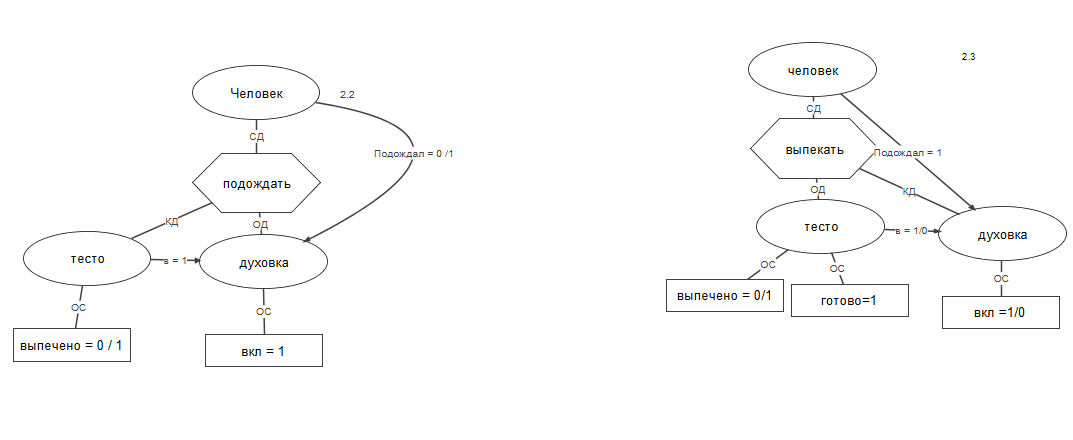 Человек
2.2
СД
Подождал = 0 /1
подождать
КД
ОД
тесто
в = 1
духовка
ОС
ОС
выпечено = 0 / 1
вкл = 1
2.3
человек
СД
выпекать
Подождал = 1
ОД
КД
тесто
в = 1/0
духовка
ОС
ОС
ОС
выпечено = 0/1
готово=1
вкл =1/0